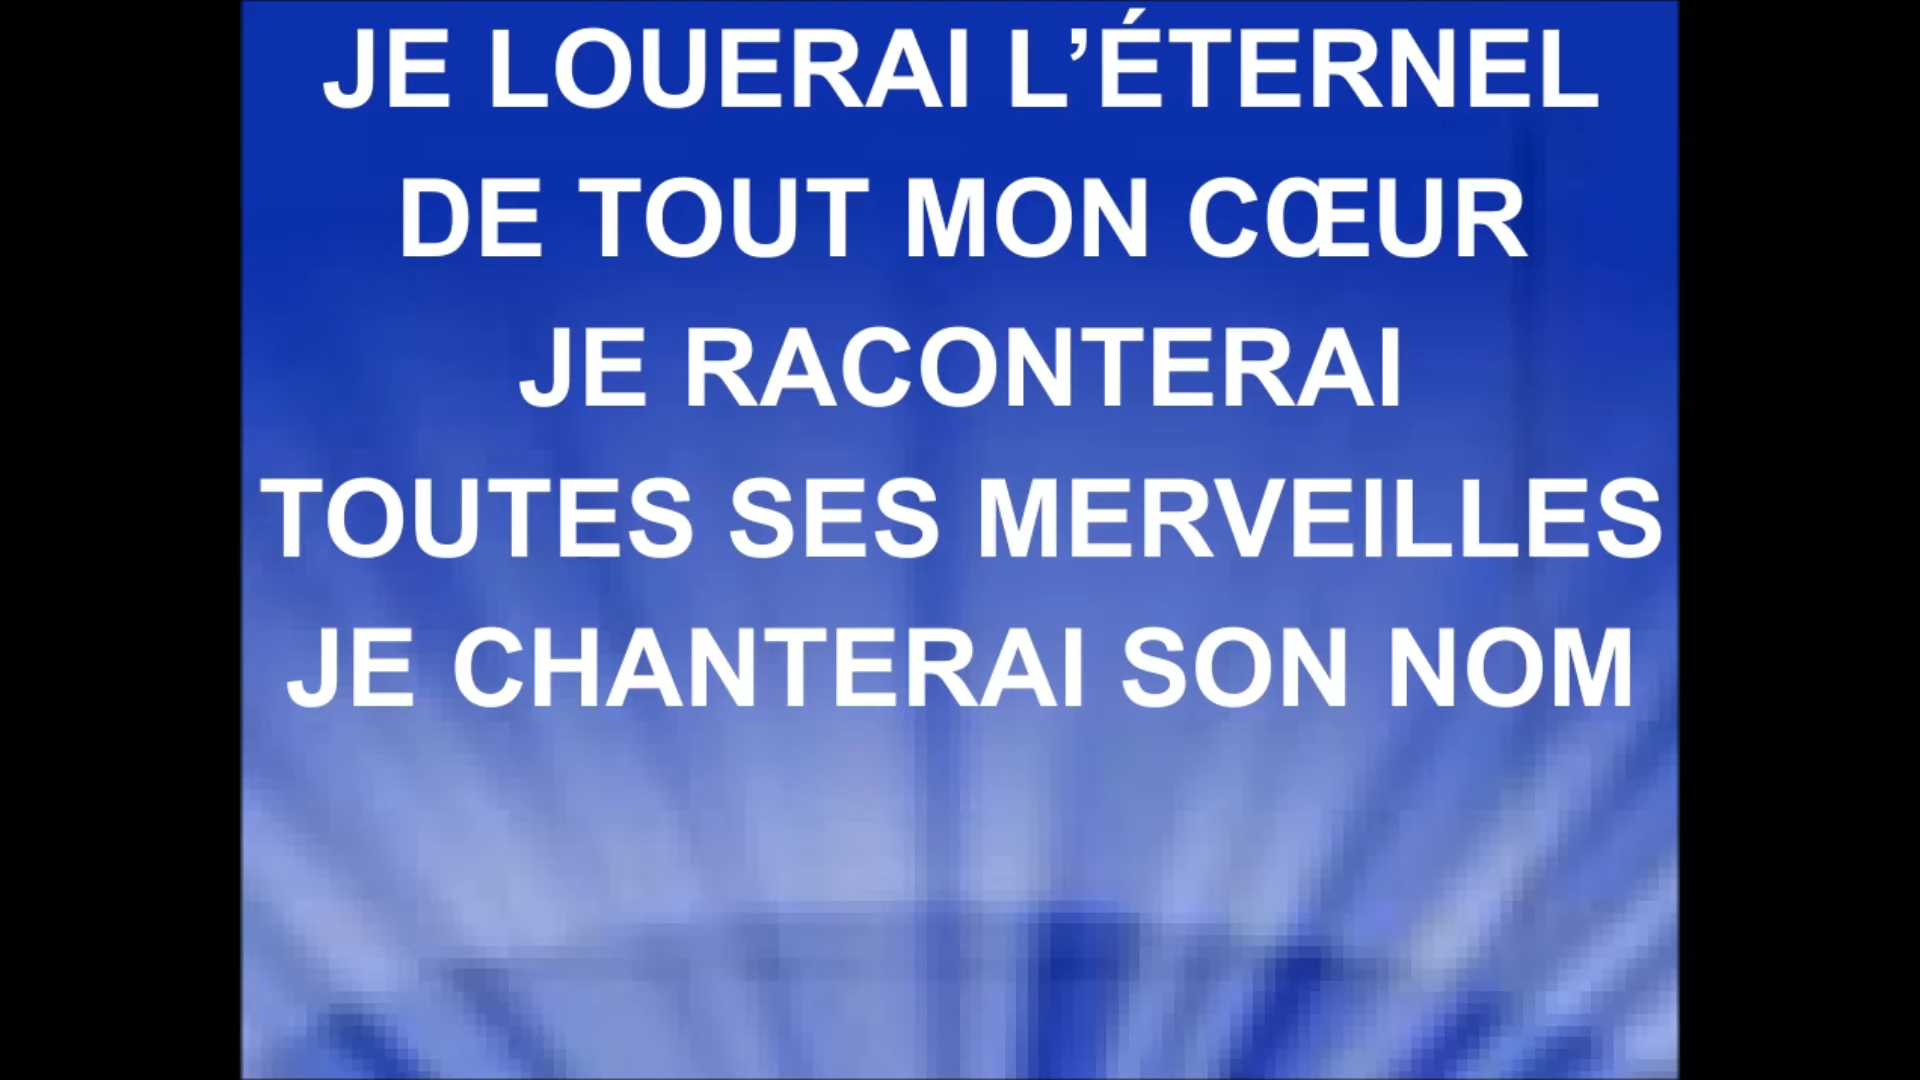 JE LOUERAI L’ÉTERNEL
DE TOUT MON CŒUR
JE RACONTERAI
TOUTES SES MERVEILLES
JE CHANTERAI SON NOM